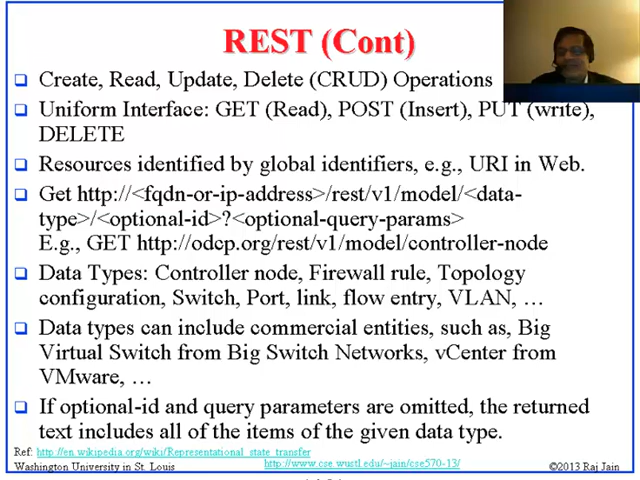 REST (Cont)
Create, Read, Update, Delete (CRUD) Operations
Uniform Interface: GET (Read), POST (Insert), PUT (write),
DELETE
Resources identified by global identifiers, e.g., URI in Web.
Get http://<fqdn-or-ip-address>/rest/v1/model/<data-
type>/<optional-id>?<optional-query-params>
E.g., GET http://odcp.org/rest/v1/model/controller-node
Data Types: Controller node, Firewall rule, Topology
configuration, Switch, Port, link, flow entry, VLAN, …
Data types can include commercial entities, such as, Big
Virtual Switch from Big Switch Networks, vCenter from
VMware, …
If optional-id and query parameters are omitted, the returned
text includes all of the items of the given data type.
Ref: http://en.wikipedia.org/wiki/Representational_state_transfer
Washington University in St. Louis
http://www.cse.wustl.edu/~jain/cse570-13/
©2013 Raj Jain